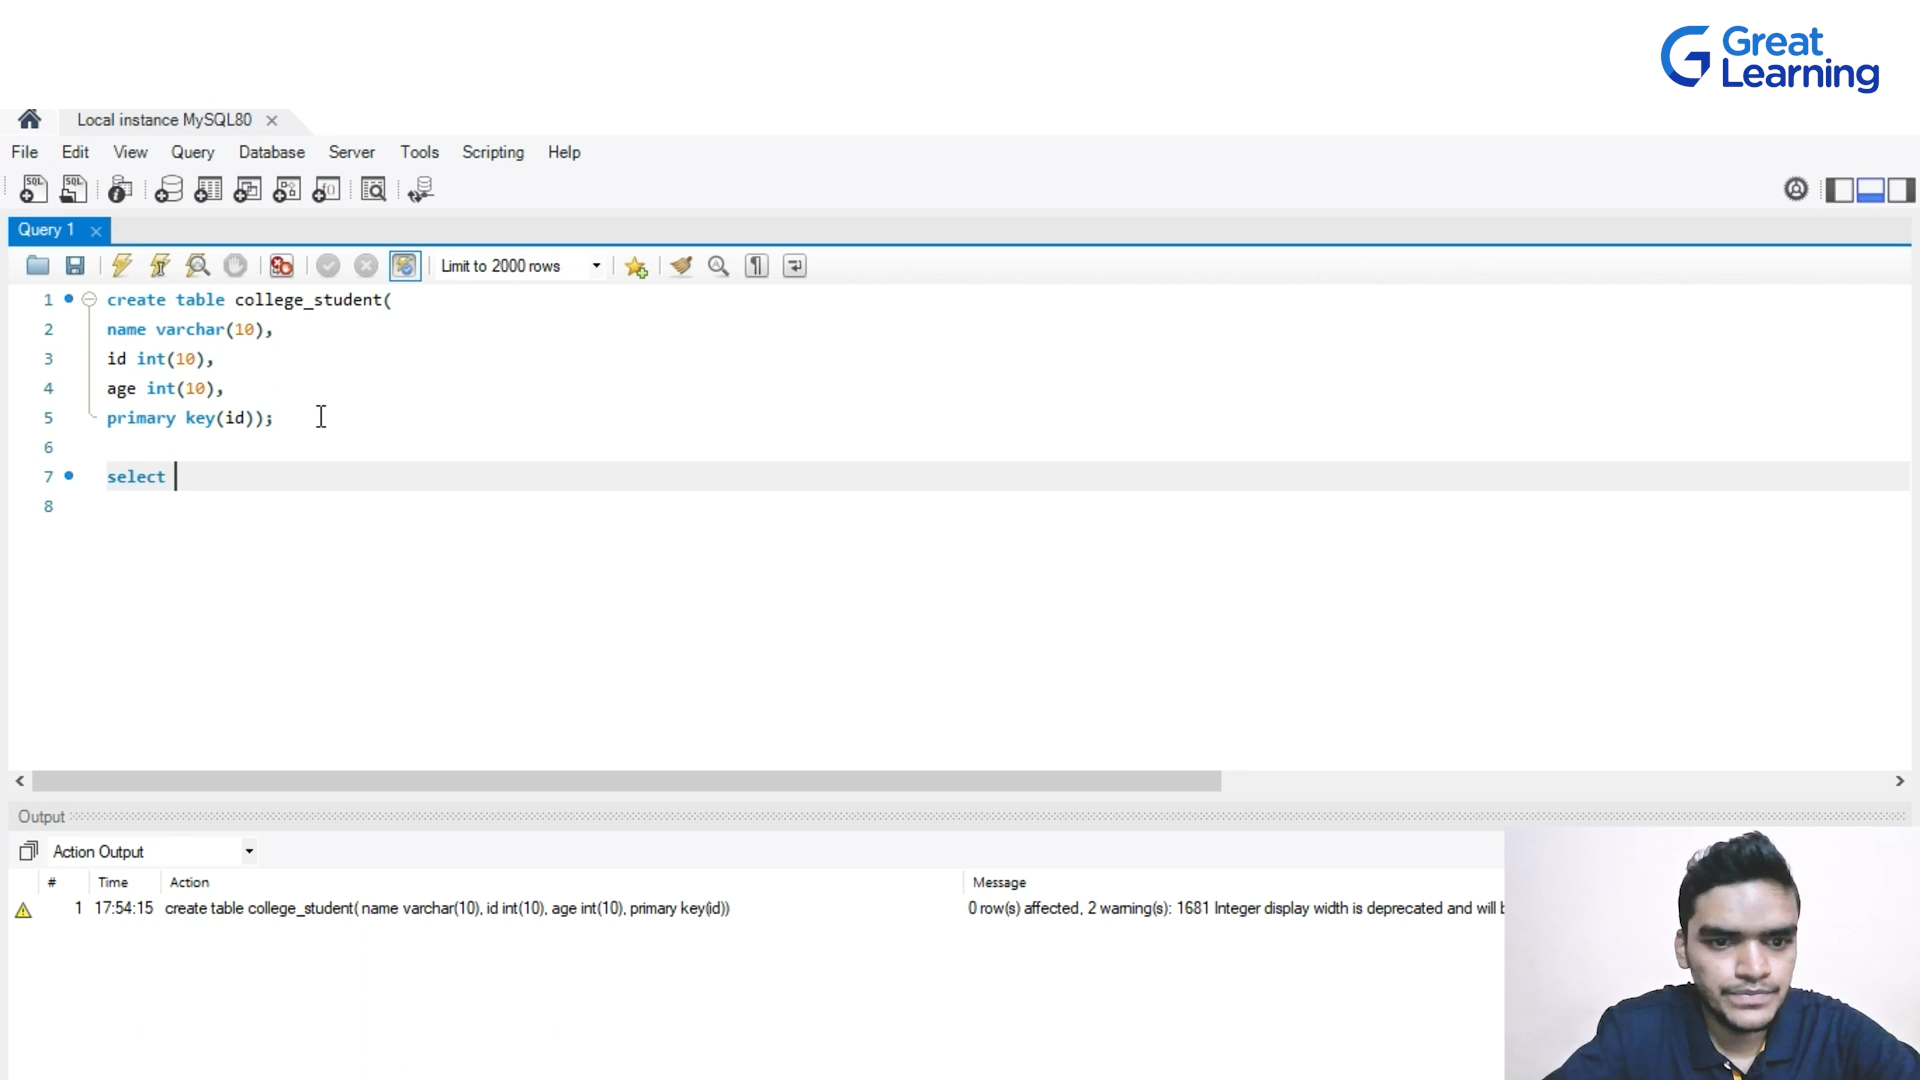 Great
Learning
Local instance MySQL80
File Edit View Query Database Server Tools Scripting Help
SQL SQL
Query 1
Limit to 2000 rows
1 create table college_student(
2 name varchar(10),
3 id int(10),
4 age int(10),
5 primary key(id));
6
7 select
8
Output
Action Output
# Time Action Message
1 17:54:15 create table college_student( name varchar(10), id int(10), age int(10), primary key(id)) 0 row(s) affected, 2 warning(s): 1681 Integer display width is deprecated and will